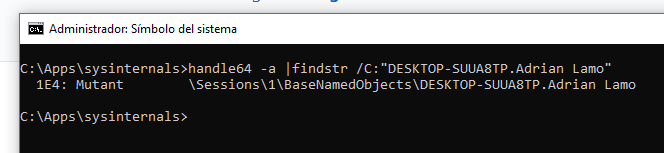 Administrador: Símbolo del sistema
C:\Apps\sysinternals>handle64 -a |findstr /C:"DESKTOP-SUUA8TP.Adrian Lamo"
1E4: Mutant \Sessions\1\BaseNamedObjects\DESKTOP-SUUA8TP.Adrian Lamo
C:\Apps\sysinternals>